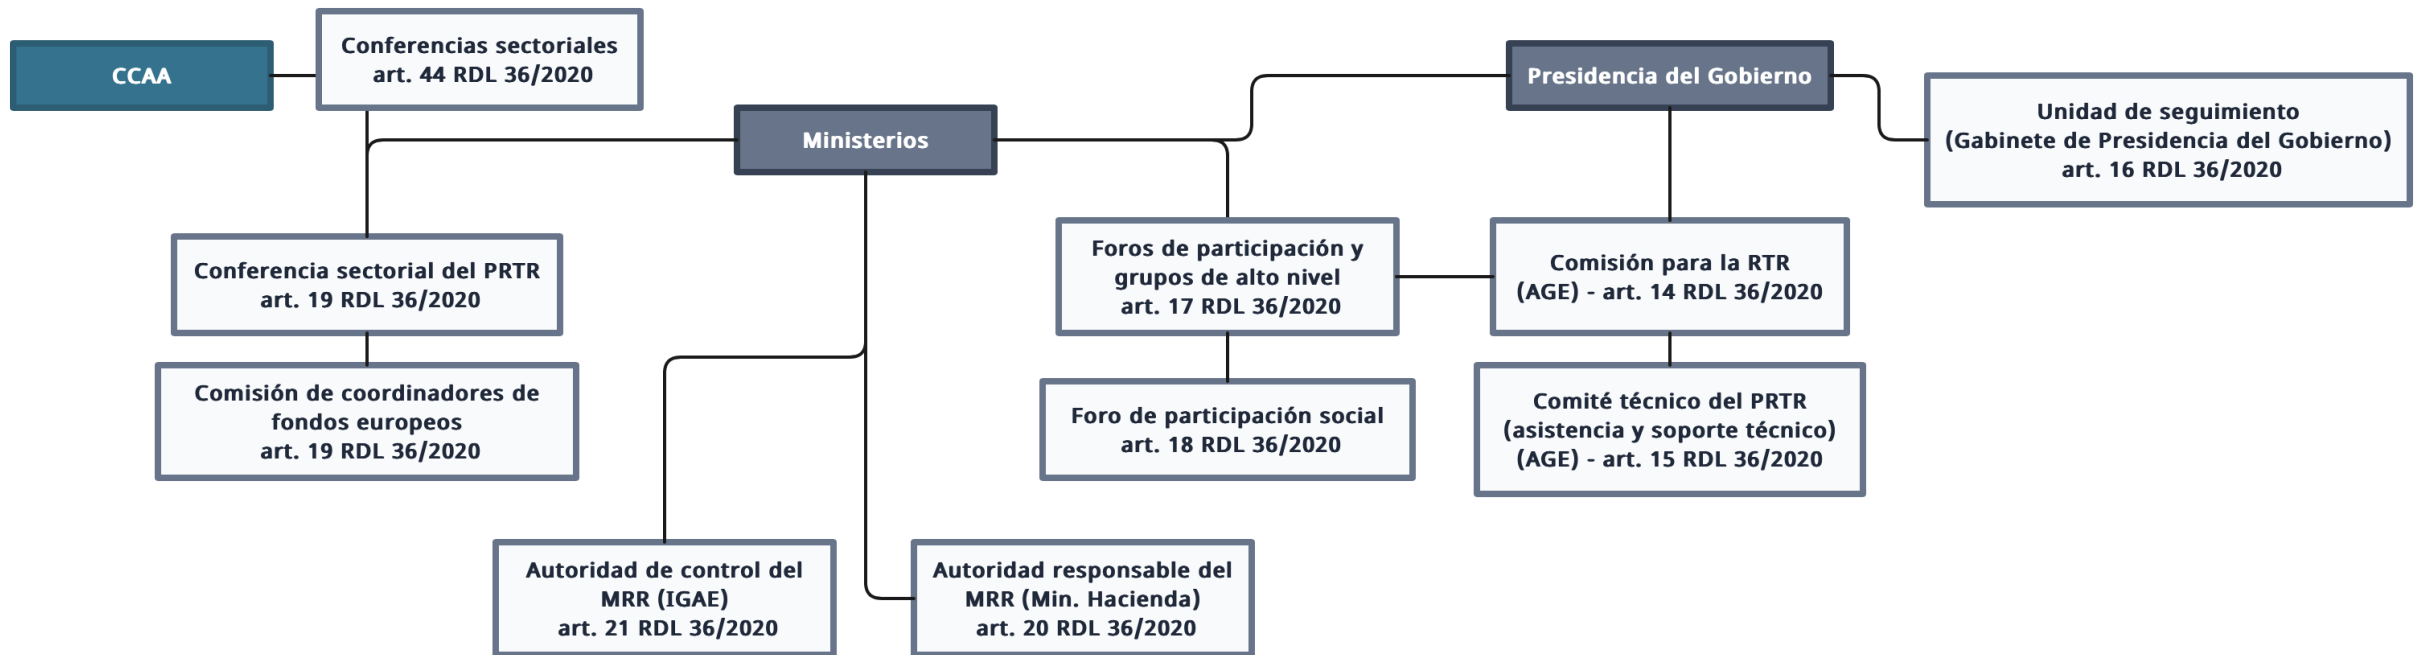 CCAA
Conferencias sectoriales
art. 44 RDL 36/2020
Ministerios
Presidencia del Gobierno
Unidad de seguimiento
(Gabinete de Presidencia del Gobierno)
art. 16 RDL 36/2020
Conferencia sectorial del PRTR
art. 19 RDL 36/2020
Foros de participación y
grupos de alto nivel
art. 17 RDL 36/2020
Comisión para la RTR
(AGE) - art. 14 RDL 36/2020
Comisión de coordinadores de
fondos europeos
art. 19 RDL 36/2020
Foro de participación social
art. 18 RDL 36/2020
Comité técnico del PRTR
(asistencia y soporte técnico)
(AGE) - art. 15 RDL 36/2020
Autoridad de control del
MRR (IGAE)
art. 21 RDL 36/2020
Autoridad responsable del
MRR (Min. Hacienda)
art. 20 RDL 36/2020